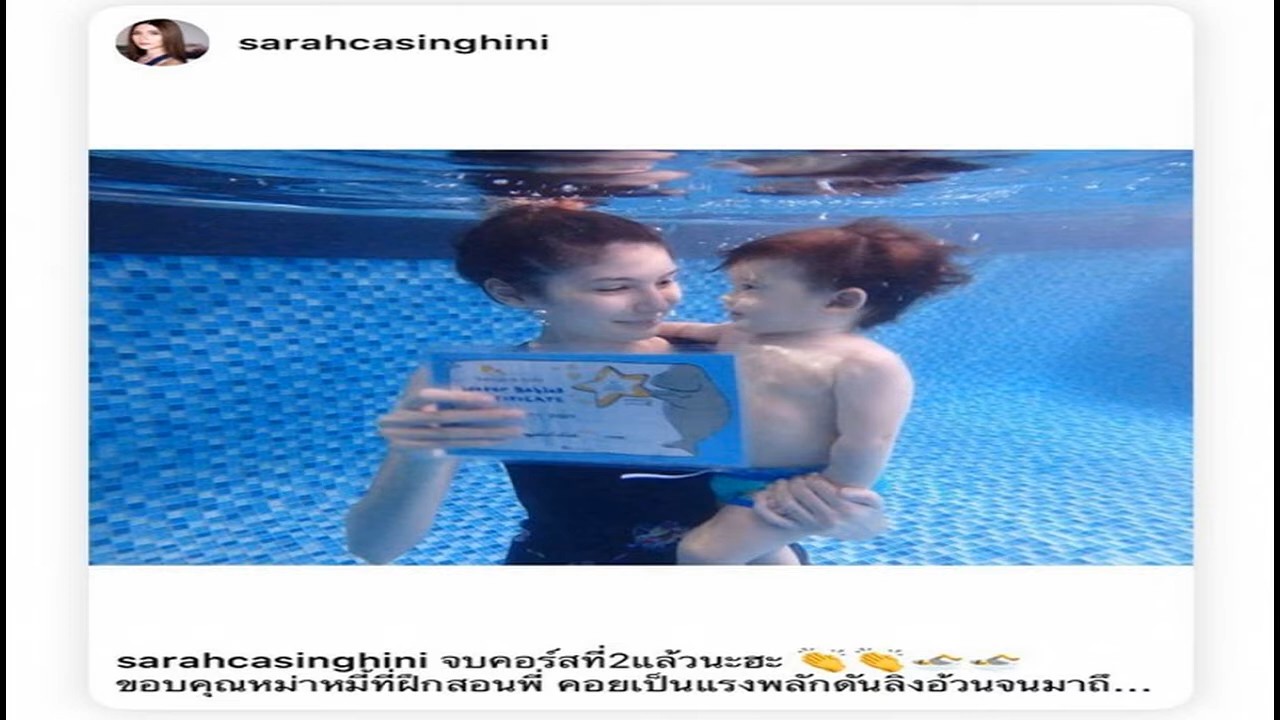 sarahcasinghini
sarahcasinghini จบคอร์สที่2แล้วนะฮะ 👏👏🏊🏊
ขอบคุณหม่าหมี้ที่ฝึกสอนพี่ คอยเป็นแรงพลักดันลิงอ้วนจนมาถึ...